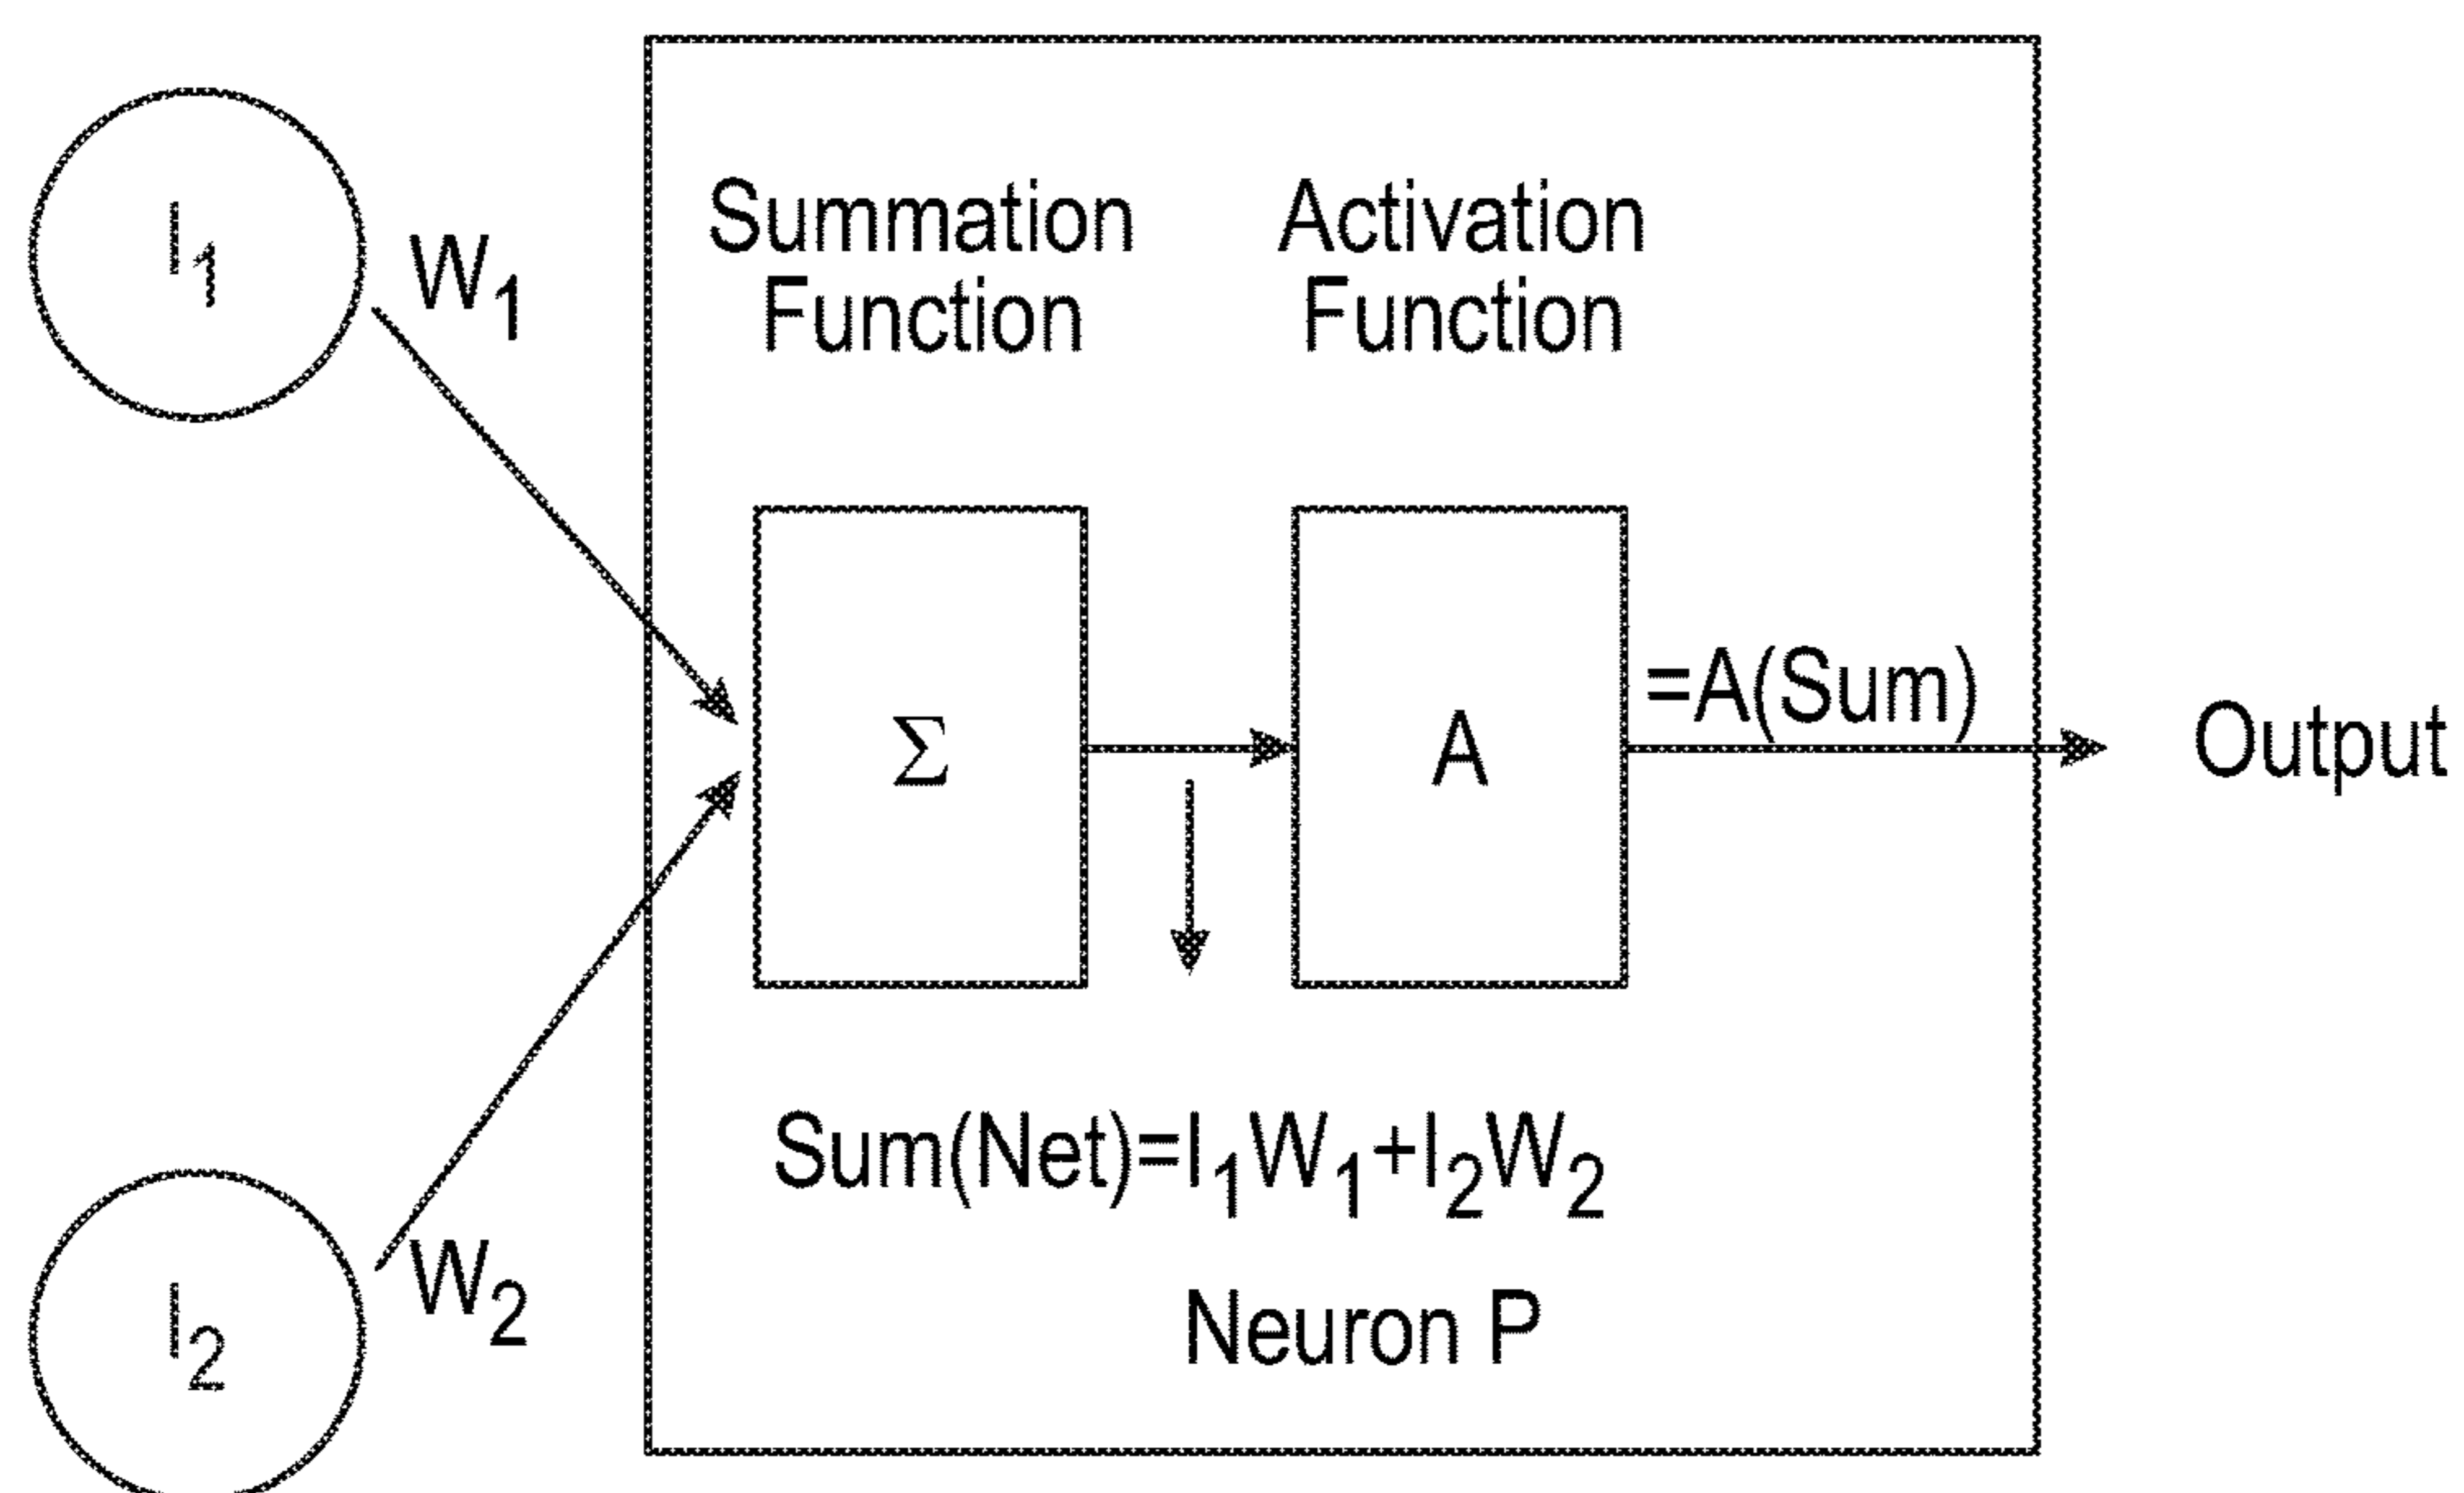 I1
W1
Summation
Function
Activation
Function
Σ
A
=A(Sum)
Output
Sum(Net)=I1W1+I2W2
I2
W2
Neuron P